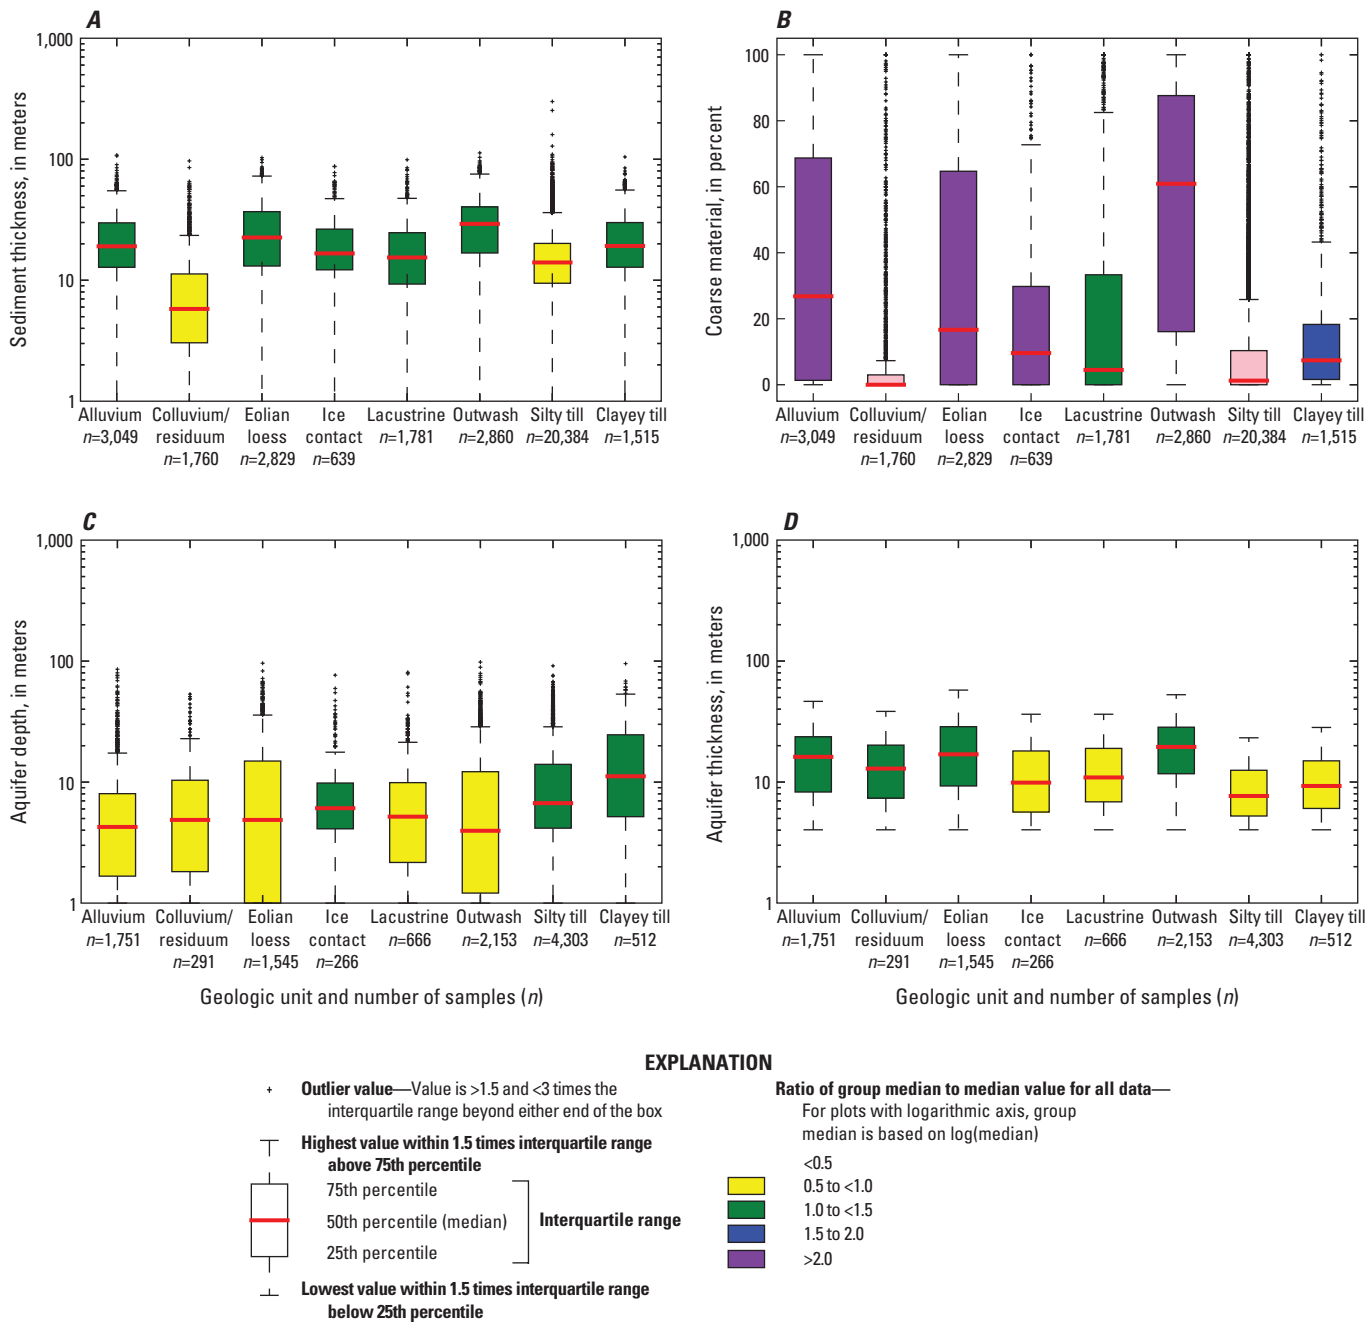 A
Sediment thickness, in meters
1,000
100
10
1
Alluvium
n=3,049
Colluvium/
residuum
n=1,760
Eolian
loess
n=2,829
Ice
contact
n=639
Lacustrine
n=1,781
Outwash
n=2,860
Silty till
n=20,384
Clayey till
n=1,515
B
Coarse material, in percent
100
80
60
40
20
0
Alluvium
n=3,049
Colluvium/
residuum
n=1,760
Eolian
loess
n=2,829
Ice
contact
n=639
Lacustrine
n=1,781
Outwash
n=2,860
Silty till
n=20,384
Clayey till
n=1,515
C
Aquifer depth, in meters
1,000
100
10
1
Alluvium
n=1,751
Colluvium/
residuum
n=291
Eolian
loess
n=1,545
Ice
contact
n=266
Lacustrine
n=666
Outwash
n=2,153
Silty till
n=4,303
Clayey till
n=512
Geologic unit and number of samples (n)
D
Aquifer thickness, in meters
1,000
100
10
1
Alluvium
n=1,751
Colluvium/
residuum
n=291
Eolian
loess
n=1,545
Ice
contact
n=266
Lacustrine
n=666
Outwash
n=2,153
Silty till
n=4,303
Clayey till
n=512
Geologic unit and number of samples (n)
EXPLANATION
Outlier value—Value is >1.5 and <3 times the
interquartile range beyond either end of the box
Highest value within 1.5 times interquartile range
above 75th percentile
75th percentile
50th percentile (median)
25th percentile
Interquartile range
Lowest value within 1.5 times interquartile range
below 25th percentile
Ratio of group median to median value for all data—
For plots with logarithmic axis, group
median is based on log(median)
<0.5
0.5 to <1.0
1.0 to <1.5
1.5 to 2.0
>2.0